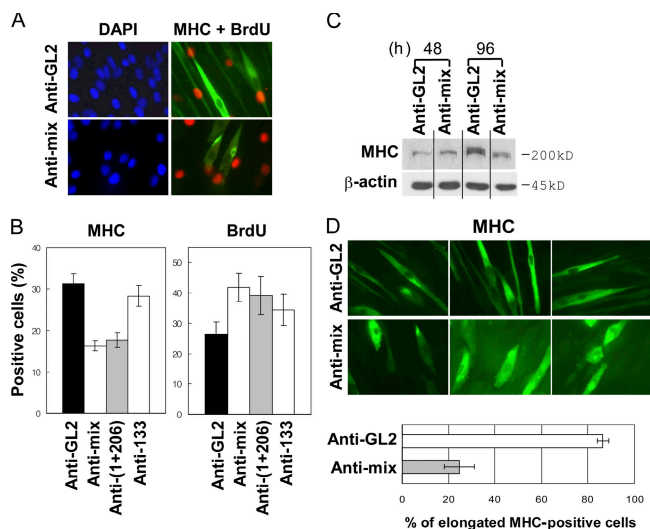 A
DAPI
MHC + BrdU
Anti-GL2
Anti-mix
B
MHC
BrdU
Positive cells (%)
40
30
20
10
0
50
40
30
20
10
0
Anti-GL2
Anti-mix
Anti-(1+206)
Anti-133
Anti-GL2
Anti-mix
Anti-(1+206)
Anti-133
C
(h) 48 96
Anti-GL2
Anti-mix
Anti-GL2
Anti-mix
MHC
-200kD
β-actin
-45kD
D
MHC
Anti-GL2
Anti-mix
Anti-GL2
Anti-mix
0 20 40 60 80 100
% of elongated MHC-positive cells